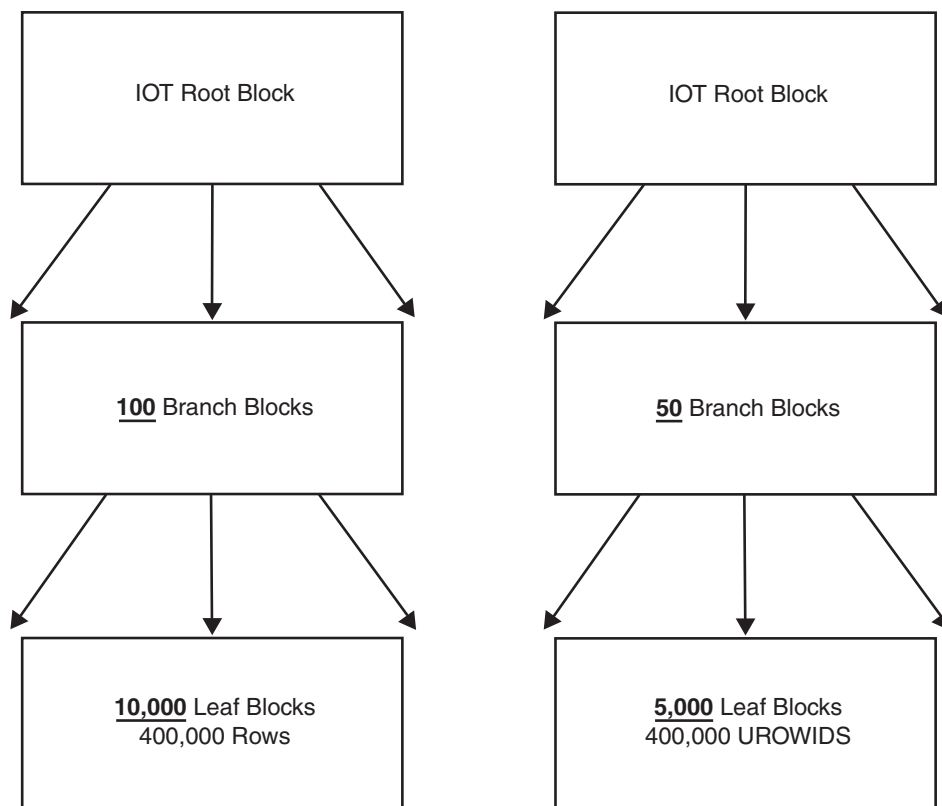 IOT Root Block
IOT Root Block
100 Branch Blocks
50 Branch Blocks
10,000 Leaf Blocks
400,000 Rows
5,000 Leaf Blocks
400,000 UROWIDS